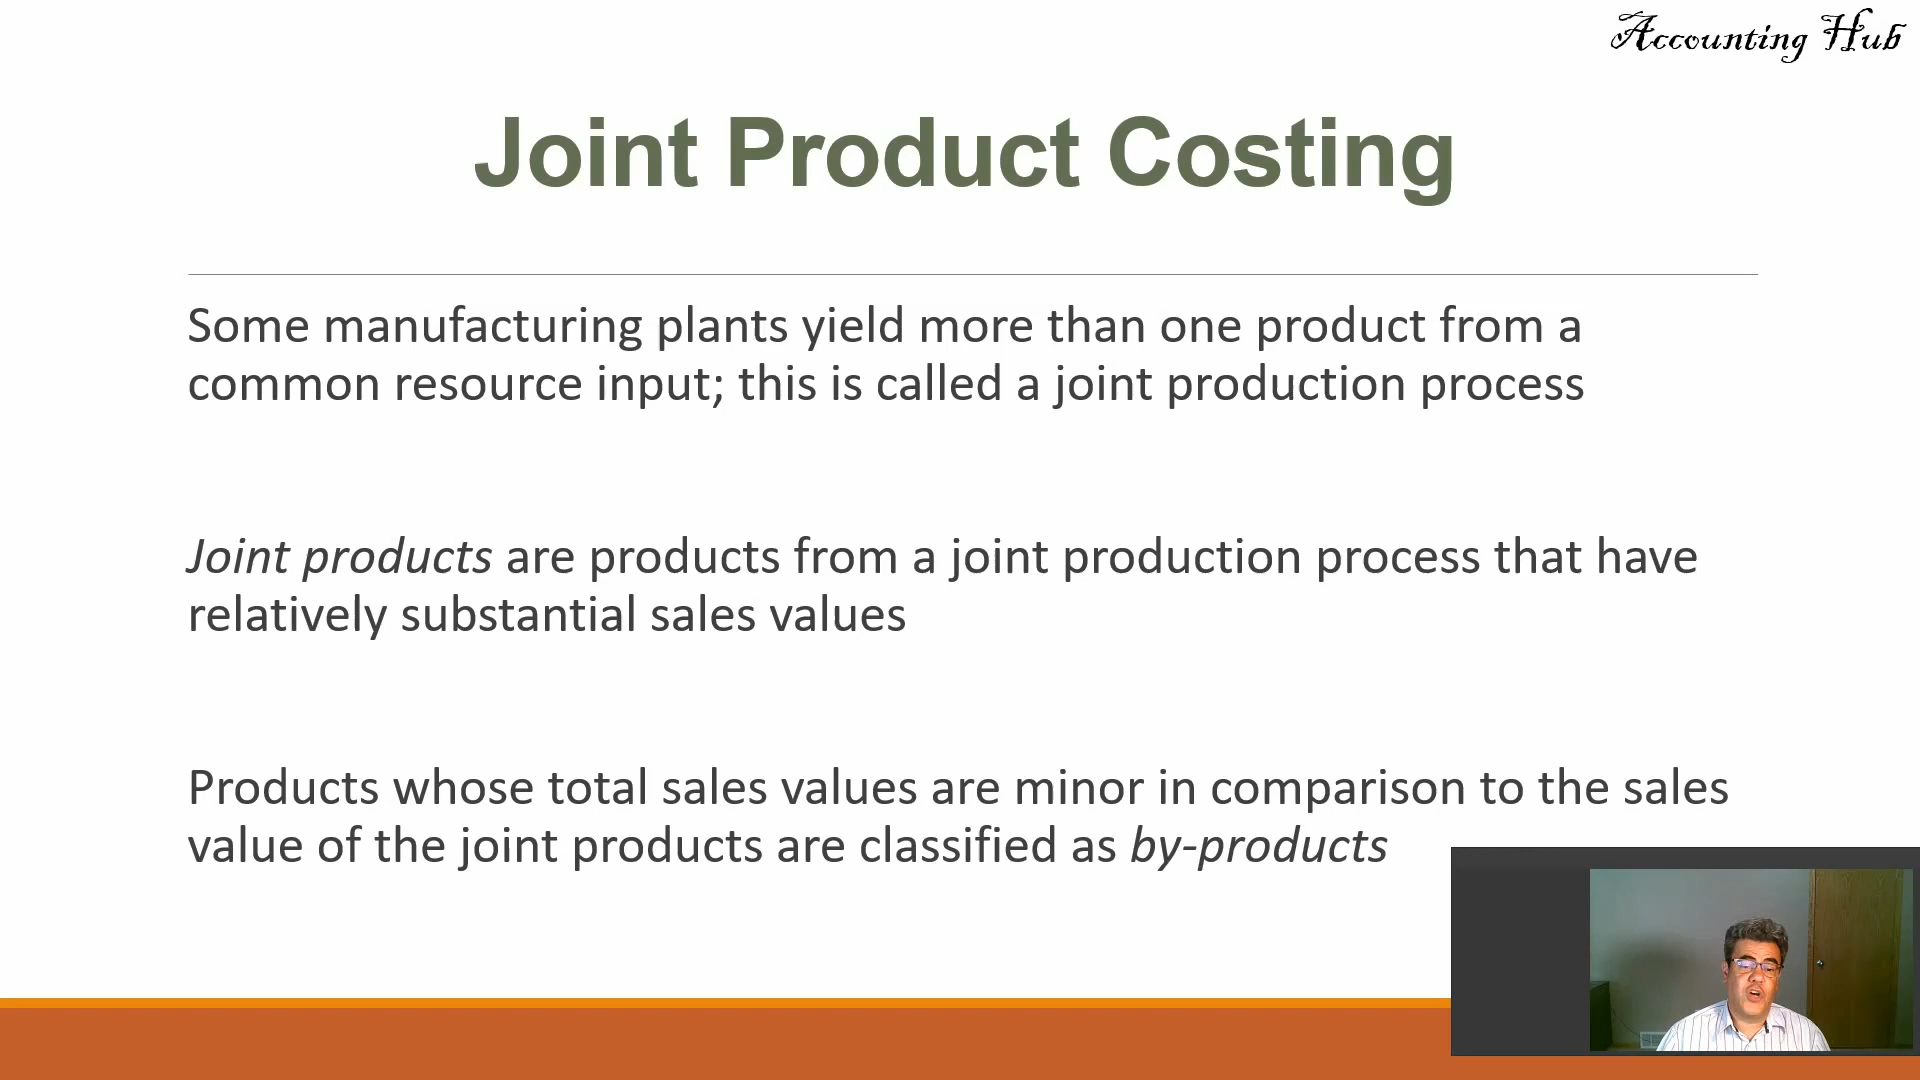 Accounting Hub
Joint Product Costing
Some manufacturing plants yield more than one product from a
common resource input; this is called a joint production process
Joint products are products from a joint production process that have
relatively substantial sales values
Products whose total sales values are minor in comparison to the sales
value of the joint products are classified as by-products